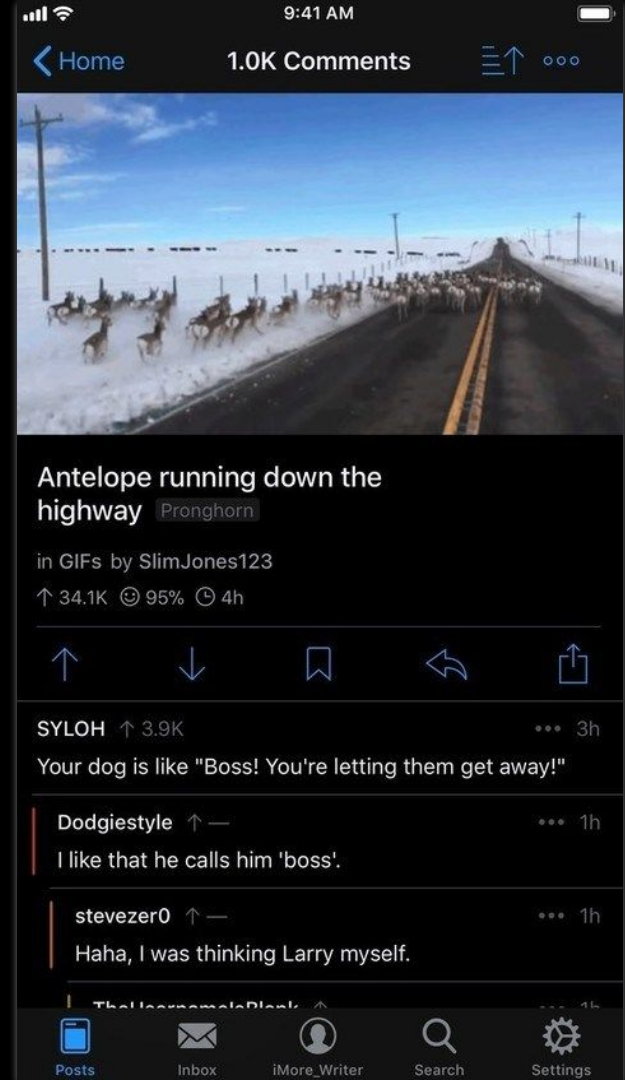 9:41 AM
Home
1.0K Comments
Antelope running down the
highway Pronghorn
in GIFs by SlimJones123
34.1K 95% 4h
SYLOH 3.9K ••• 3h
Your dog is like "Boss! You're letting them get away!"
Dodgiestyle — ••• 1h
I like that he calls him 'boss'.
stevezer0 — ••• 1h
Haha, I was thinking Larry myself.
Posts Inbox iMore_Writer Search Settings